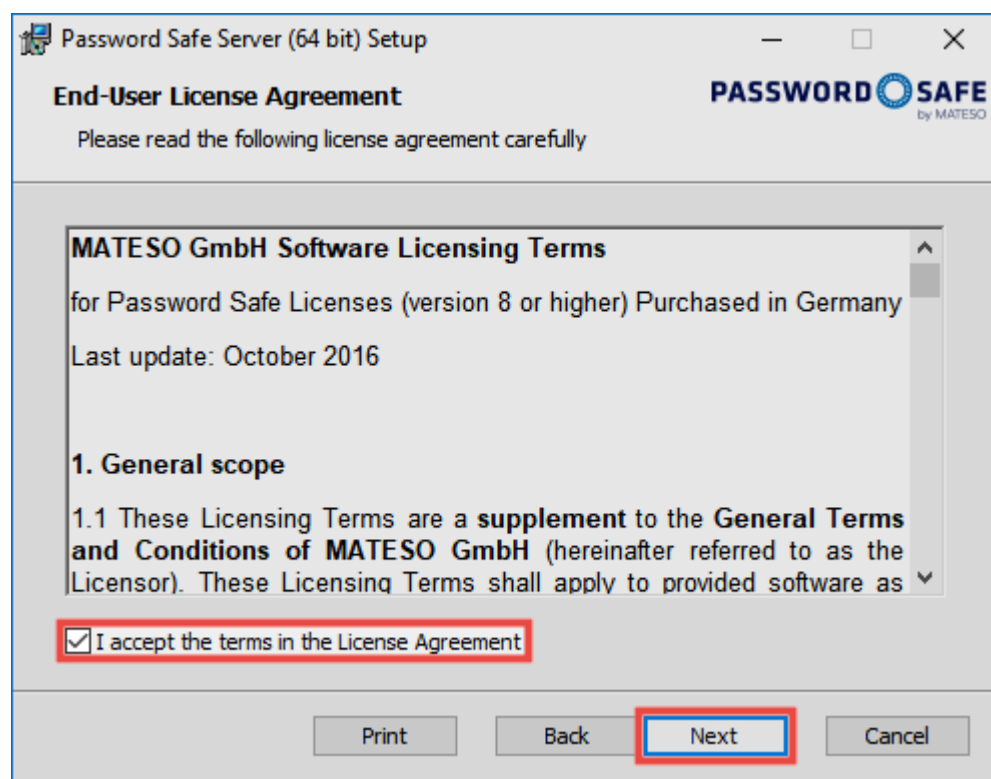 Password Safe Server (64 bit) Setup
End-User License Agreement
PASSWORD SAFE
by MATESO
Please read the following license agreement carefully
MATESO GmbH Software Licensing Terms
for Password Safe Licenses (version 8 or higher) Purchased in Germany
Last update: October 2016
1. General scope
1.1 These Licensing Terms are a supplement to the General Terms
and Conditions of MATESO GmbH (hereinafter referred to as the
Licensor). These Licensing Terms shall apply to provided software as
I accept the terms in the License Agreement
Print Back Next Cancel